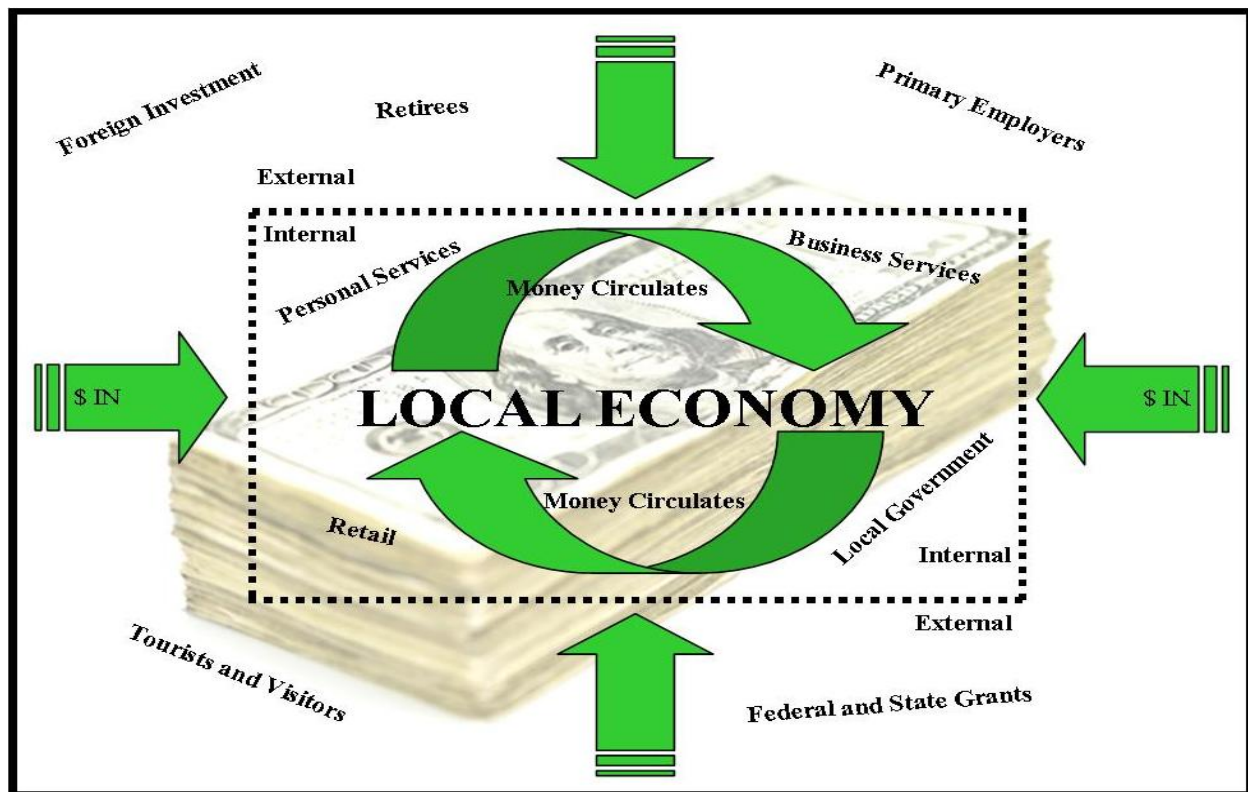 Foreign Investment
Retirees
Primary Employers
External
Internal
Personal Services
Business Services
Money Circulates
$ IN
LOCAL ECONOMY
$ IN
Money Circulates
Retail
Local Government
Internal
External
Tourists and Visitors
Federal and State Grants